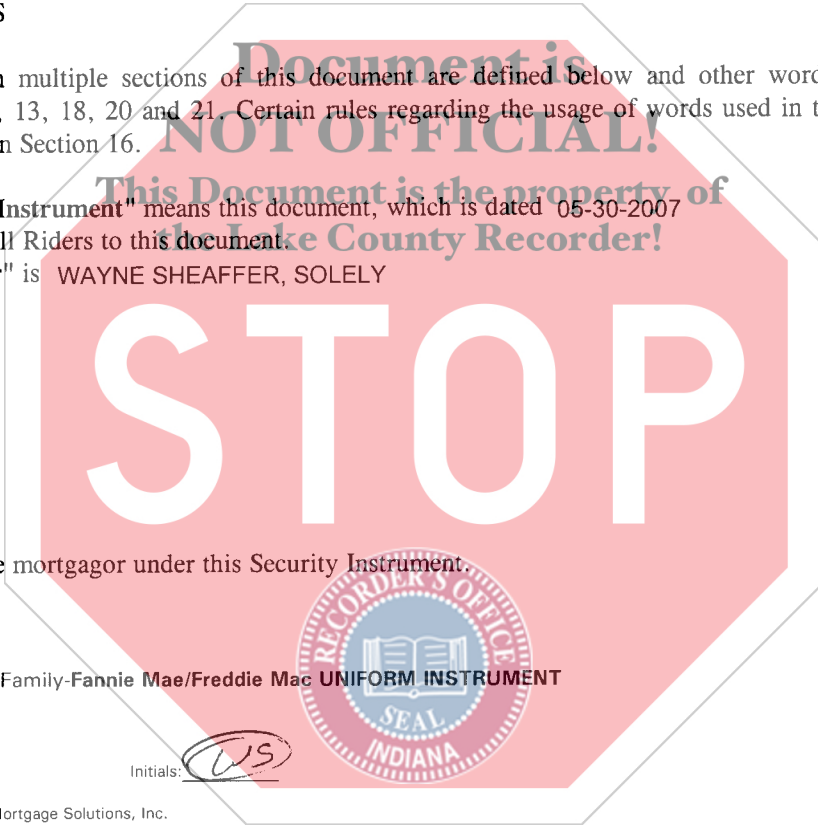 S
Document is
n multiple sections of this document are defined below and other word
, 13, 18, 20 and 21. Certain rules regarding the usage of words used in t
NOT OFFICIAL!
n Section 16.
This Document is the property of
Instrument" means this document, which is dated 05-30-2007
the Lake County Recorder!
ll Riders to this document.
" is WAYNE SHEAFFER, SOLELY
STOP
e mortgagor under this Security Instrument.
RECORDER'S OFFICE
Family-Fannie Mae/Freddie Mac UNIFORM INSTRUMENT
SEAL
INDIANA
Initials: WS
Mortgage Solutions, Inc.